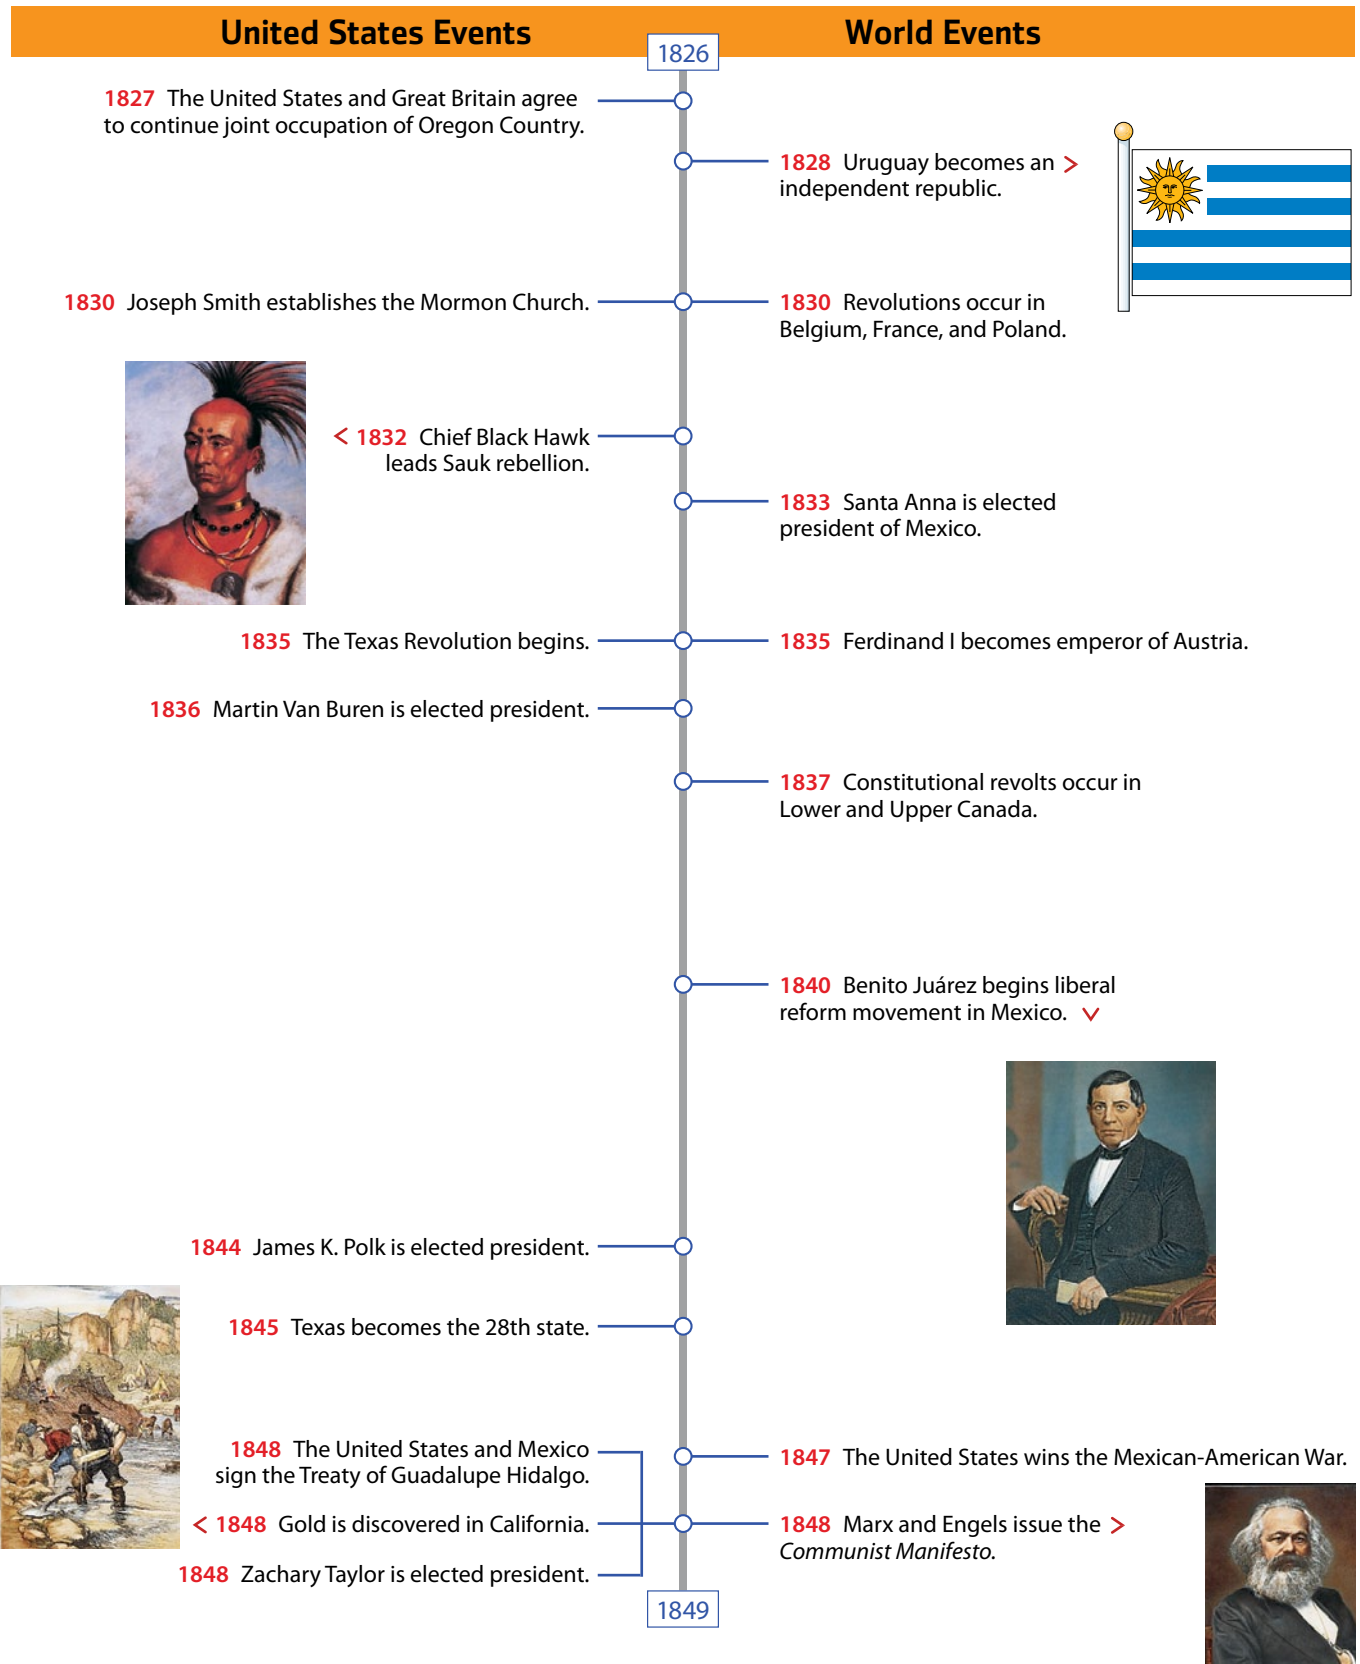 United States Events
World Events
1826
1827 The United States and Great Britain agree
to continue joint occupation of Oregon Country.
1828 Uruguay becomes an >
independent republic.
1830 Joseph Smith establishes the Mormon Church.
1830 Revolutions occur in
Belgium, France, and Poland.
< 1832 Chief Black Hawk
leads Sauk rebellion.
1833 Santa Anna is elected
president of Mexico.
1835 The Texas Revolution begins.
1835 Ferdinand I becomes emperor of Austria.
1836 Martin Van Buren is elected president.
1837 Constitutional revolts occur in
Lower and Upper Canada.
1840 Benito Juárez begins liberal
reform movement in Mexico.
1844 James K. Polk is elected president.
1845 Texas becomes the 28th state.
1848 The United States and Mexico
sign the Treaty of Guadalupe Hidalgo.
1847 The United States wins the Mexican-American War.
< 1848 Gold is discovered in California.
1848 Marx and Engels issue the >
Communist Manifesto.
1848 Zachary Taylor is elected president.
1849